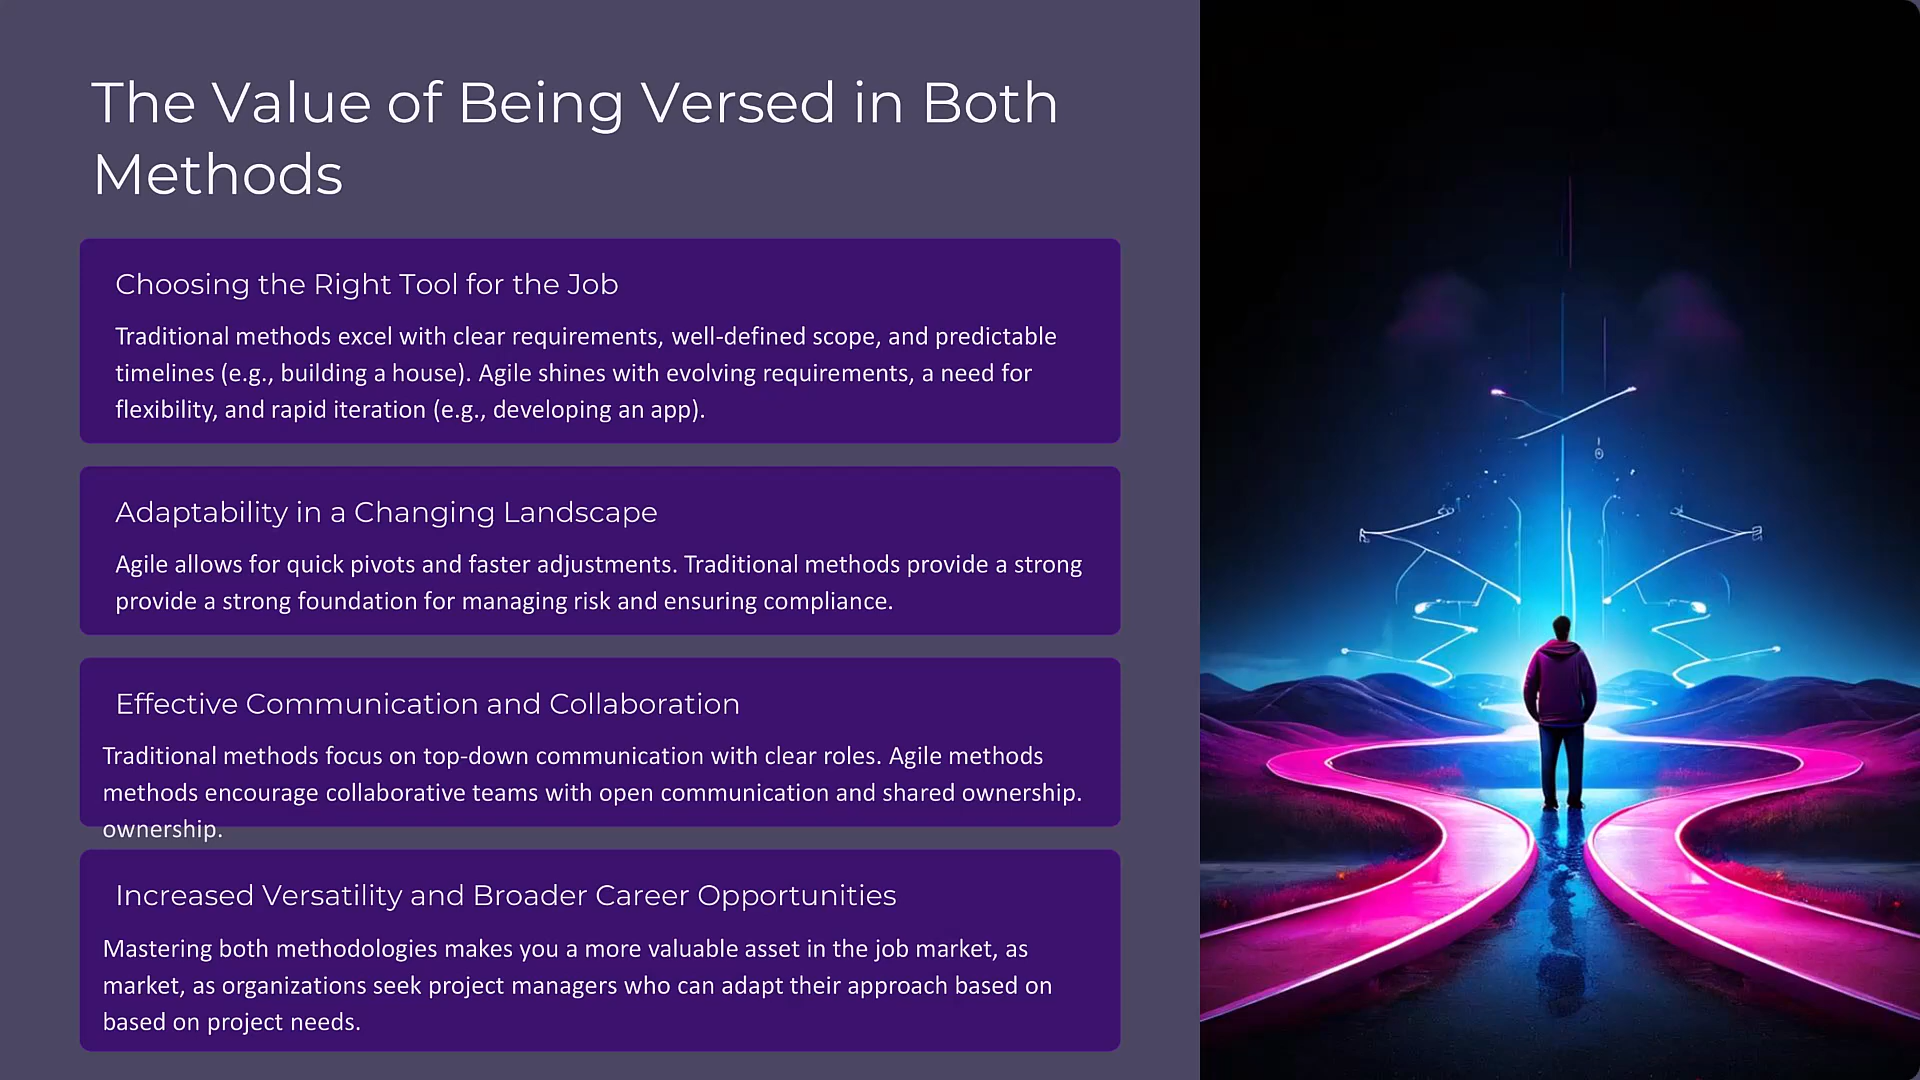 The Value of Being Versed in Both
Methods
Choosing the Right Tool for the Job
Traditional methods excel with clear requirements, well-defined scope, and predictable
timelines (e.g., building a house). Agile shines with evolving requirements, a need for
flexibility, and rapid iteration (e.g., developing an app).
Adaptability in a Changing Landscape
Agile allows for quick pivots and faster adjustments. Traditional methods provide a strong
provide a strong foundation for managing risk and ensuring compliance.
Effective Communication and Collaboration
Traditional methods focus on top-down communication with clear roles. Agile methods
methods encourage collaborative teams with open communication and shared ownership.
ownership.
Increased Versatility and Broader Career Opportunities
Mastering both methodologies makes you a more valuable asset in the job market, as
market, as organizations seek project managers who can adapt their approach based on
based on project needs.